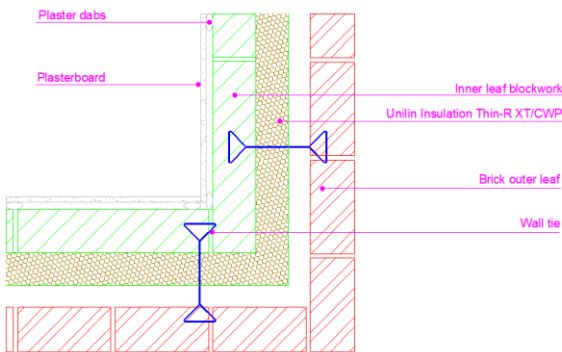 Plaster dabs
Plasterboard
Inner leaf blockwork
Unilin Insulation Thin-R XT/CWP
Brick outer leaf
Wall tie